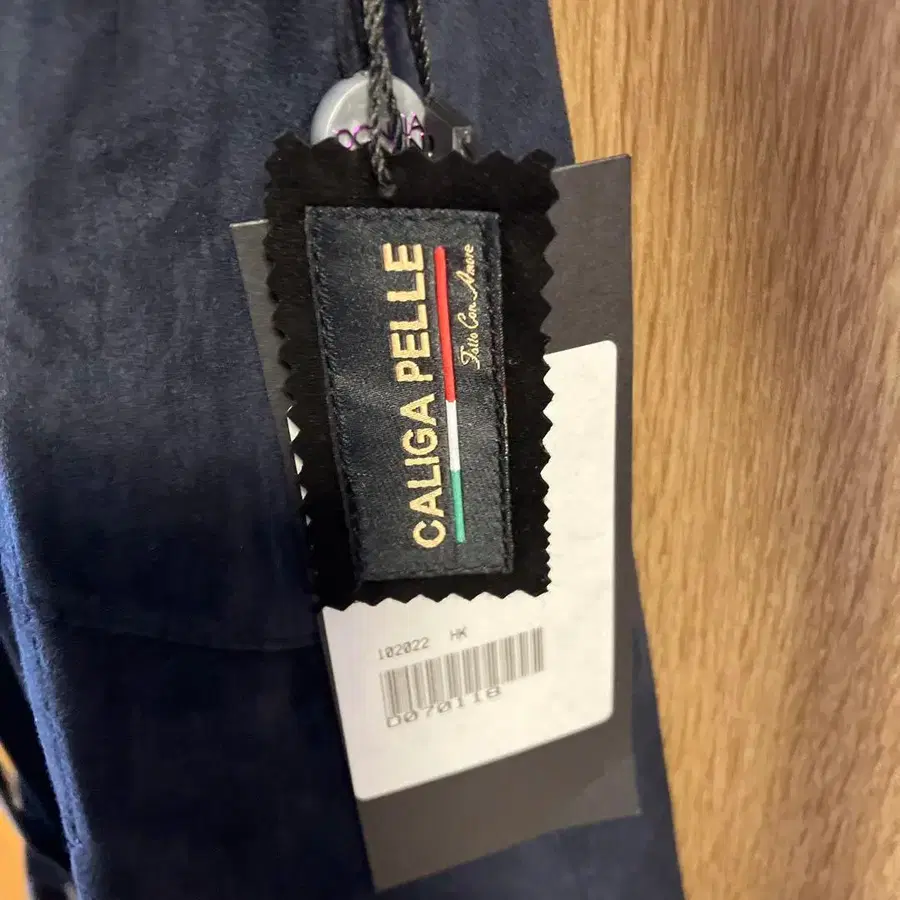 CALIGA PELLE
Fatto Con Amore
102022 HK
D070118